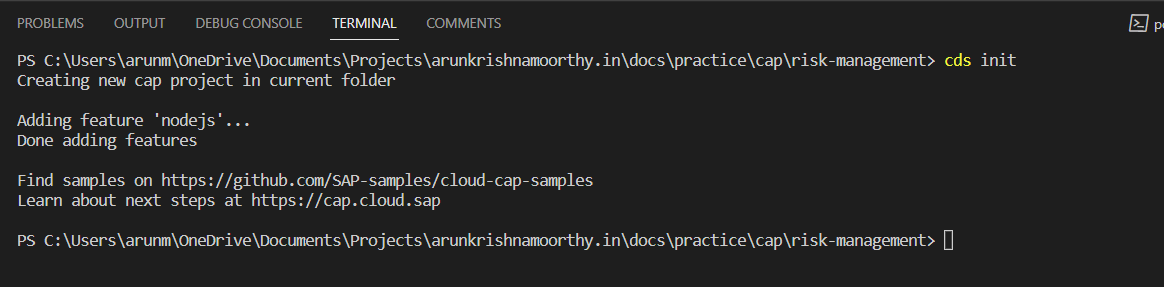 PROBLEMS OUTPUT DEBUG CONSOLE TERMINAL COMMENTS
PS C:\Users\arunm\OneDrive\Documents\Projects\arunkrishnamoorthy.in\docs\practice\cap\risk-management> cds init
Creating new cap project in current folder
Adding feature 'nodejs'...
Done adding features
Find samples on https://github.com/SAP-samples/cloud-cap-samples
Learn about next steps at https://cap.cloud.sap
PS C:\Users\arunm\OneDrive\Documents\Projects\arunkrishnamoorthy.in\docs\practice\cap\risk-management>